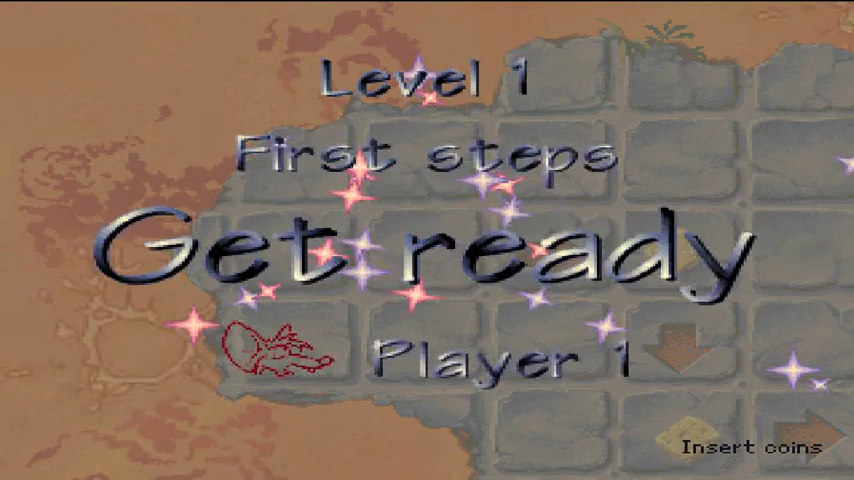 Level 1
First steps
Get ready
Player 1
Insert coins